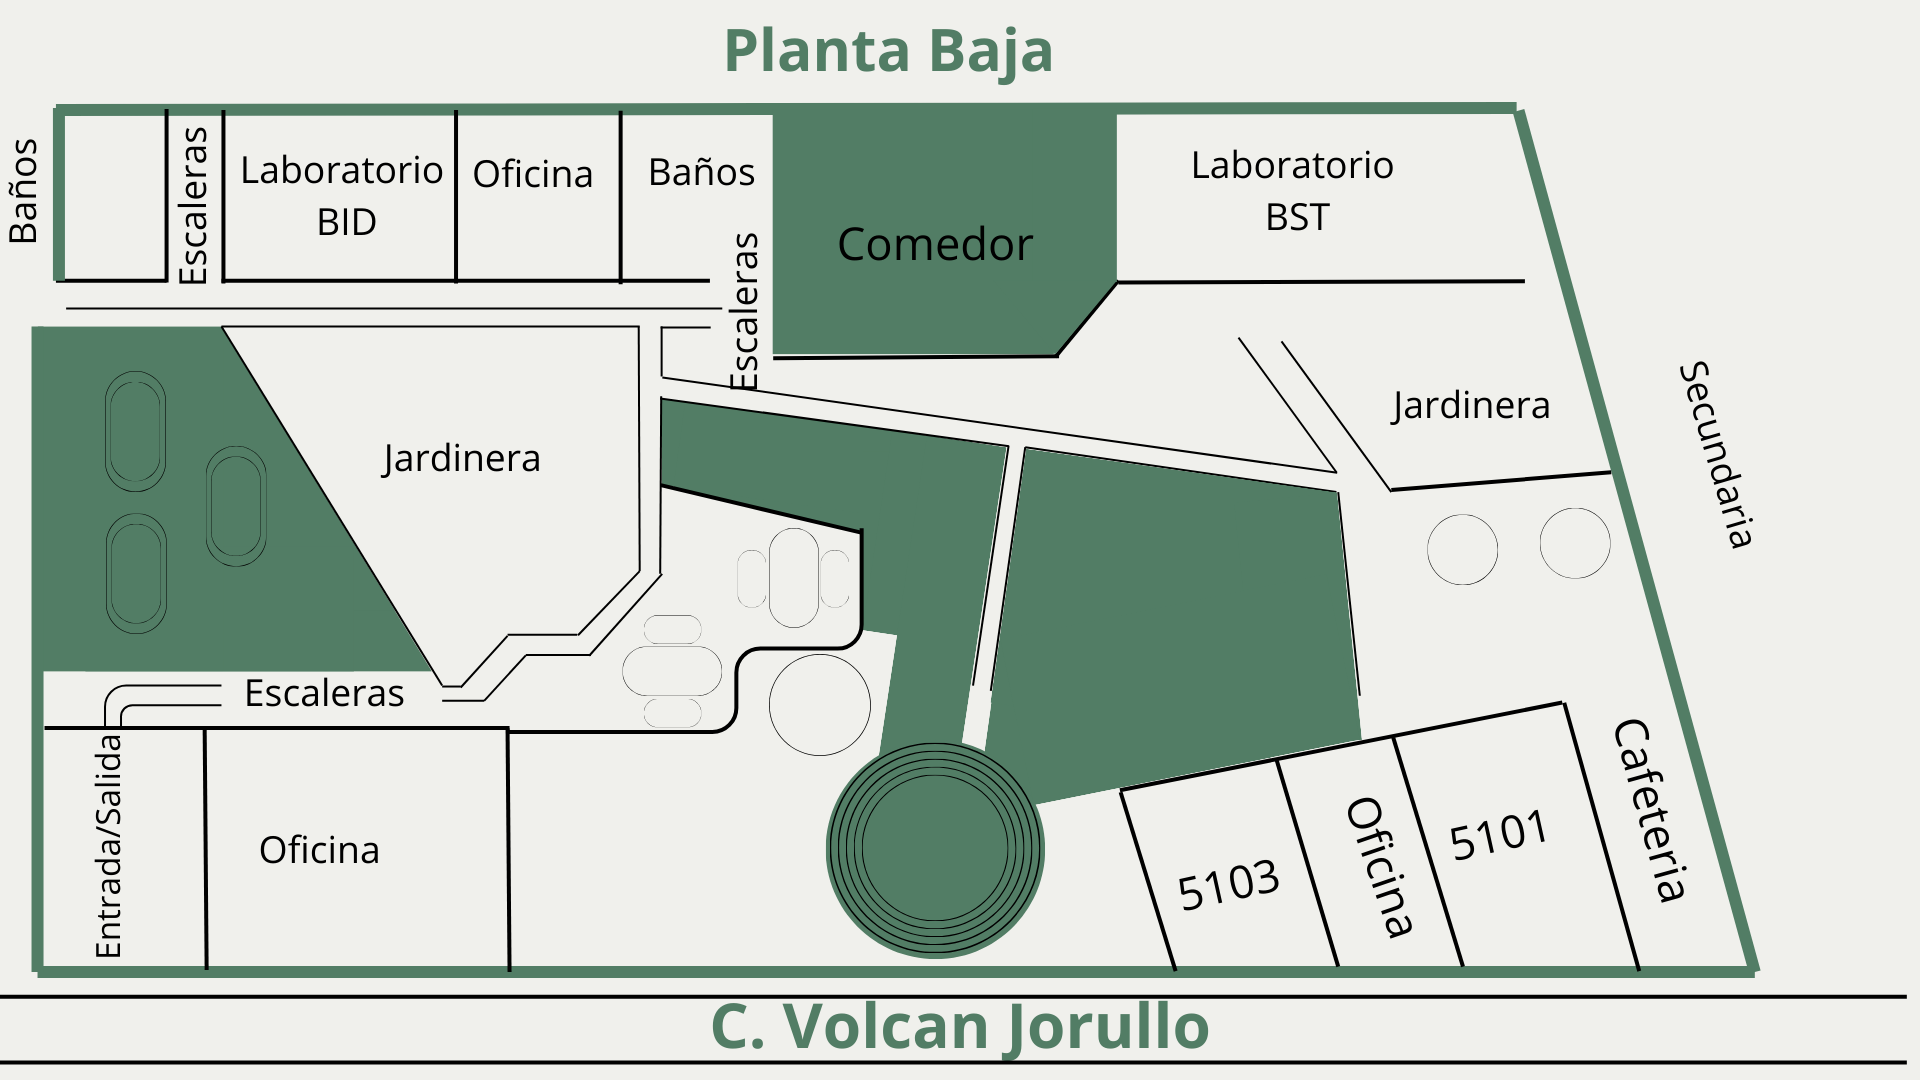 Planta Baja
Baños
Escaleras
Laboratorio
BID
Oficina
Baños
Escaleras
Comedor
Laboratorio
BST
Jardinera
Jardinera
Secundaria
Escaleras
Entrada/Salida
Oficina
5103
Oficina
5101
Cafeteria
C. Volcan Jorullo